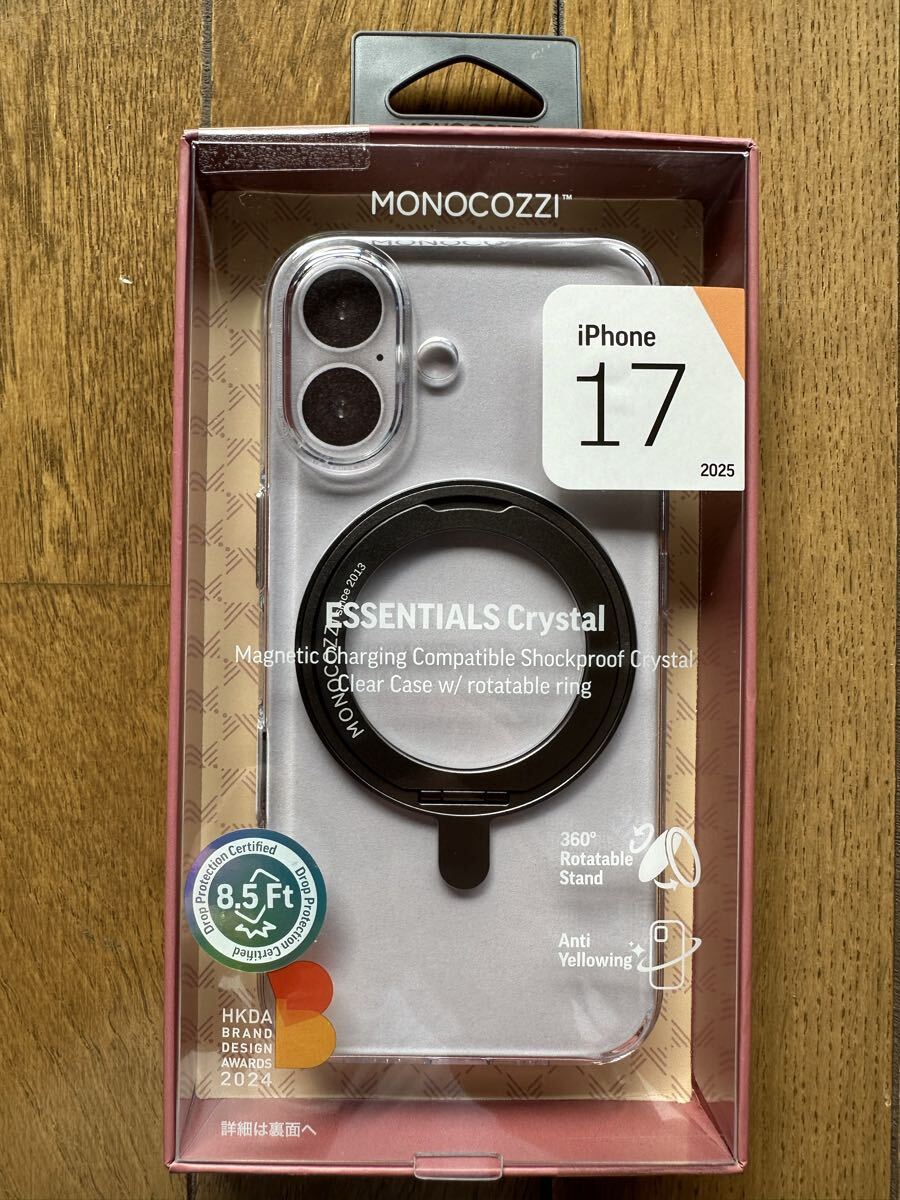 MONOCOZZI™
iPhone
17
2025
MONOCOZZI since 2013
ESSENTIALS Crystal
Magnetic Charging Compatible Shockproof Crystal
Clear Case w/ rotatable ring
360°
Rotatable
Stand
Anti
Yellowing
Drop Protection Certified
8.5 Ft
Drop Protection Certified
HKDA
BRAND
DESIGN
AWARDS
2024
詳細は裏面へ